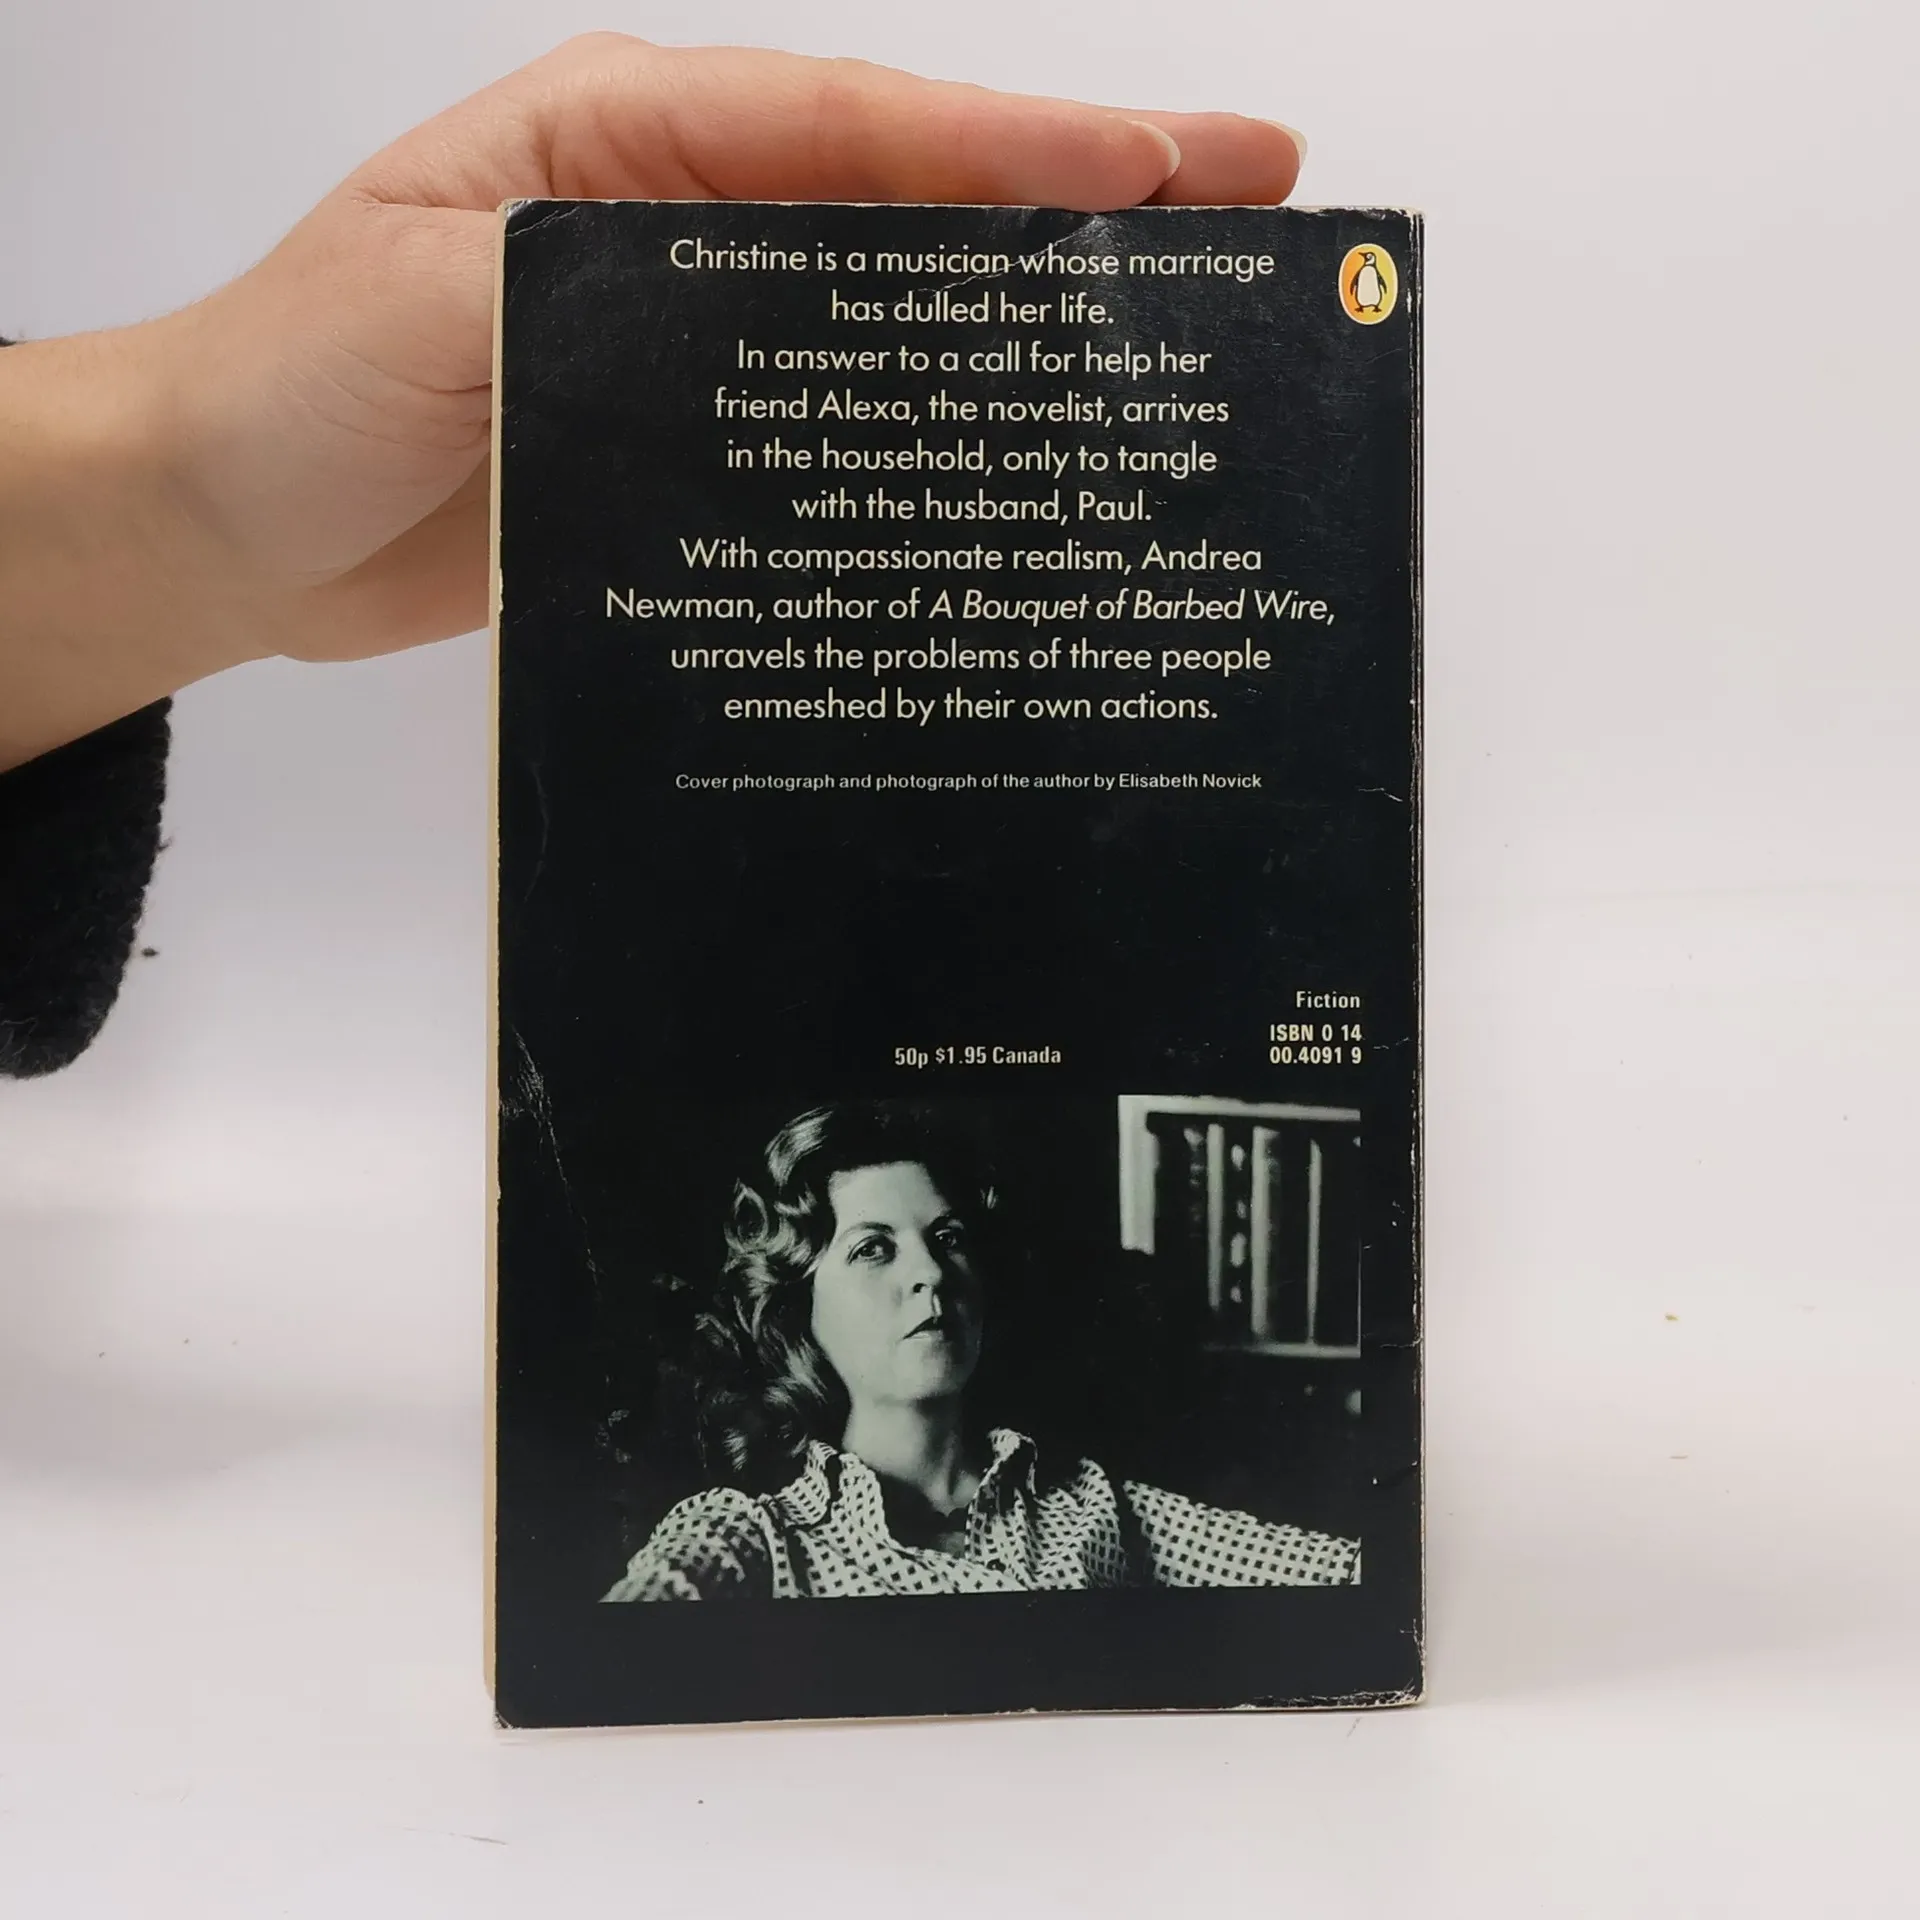 Christine is a musician whose marriage
has dulled her life.
In answer to a call for help her
friend Alexa, the novelist, arrives
in the household, only to tangle
with the husband, Paul.
With compassionate realism, Andrea
Newman, author of A Bouquet of Barbed Wire,
unravels the problems of three people
enmeshed by their own actions.
Cover photograph and photograph of the author by Elisabeth Novick
Fiction
ISBN 0 14
00.4091 9
50p $1.95 Canada